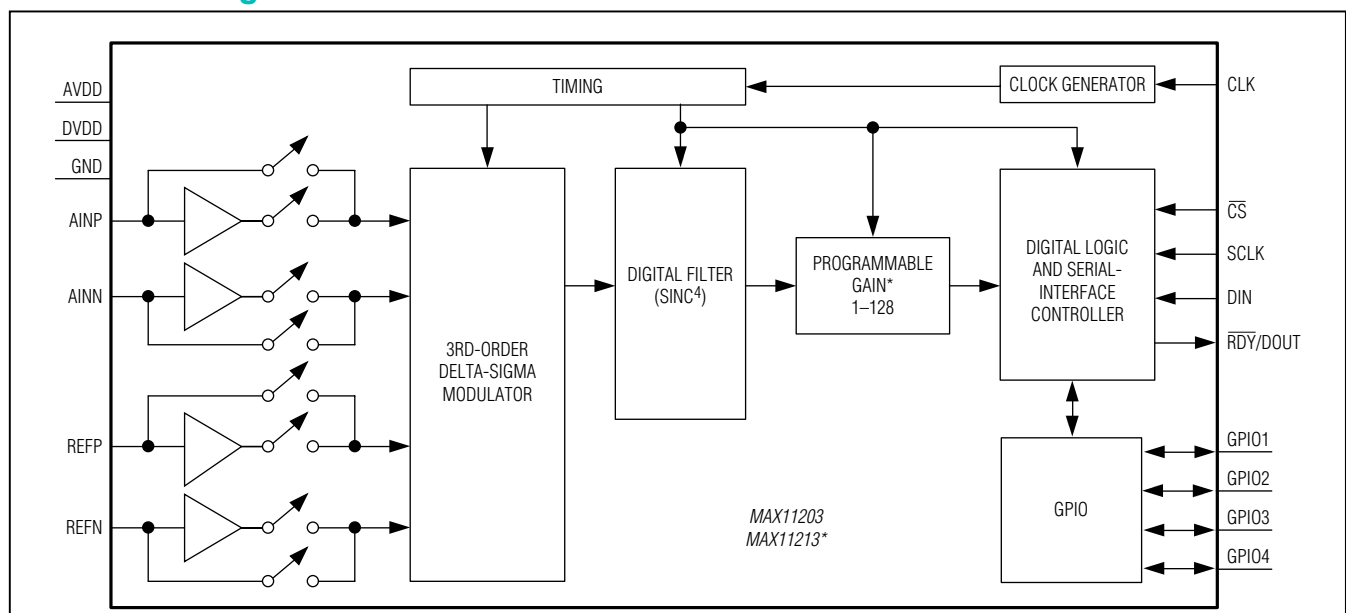 AVDD
DVDD
GND
AINP
AINN
REFP
REFN
TIMING
CLOCK GENERATOR
CLK
3RD-ORDER
DELTA-SIGMA
MODULATOR
DIGITAL FILTER
(SINC⁴)
PROGRAMMABLE
GAIN*
1–128
DIGITAL LOGIC
AND SERIAL-
INTERFACE
CONTROLLER
C̅S̅
SCLK
DIN
R̅D̅Y̅/DOUT
GPIO
GPIO1
GPIO2
GPIO3
GPIO4
MAX11203
MAX11213*